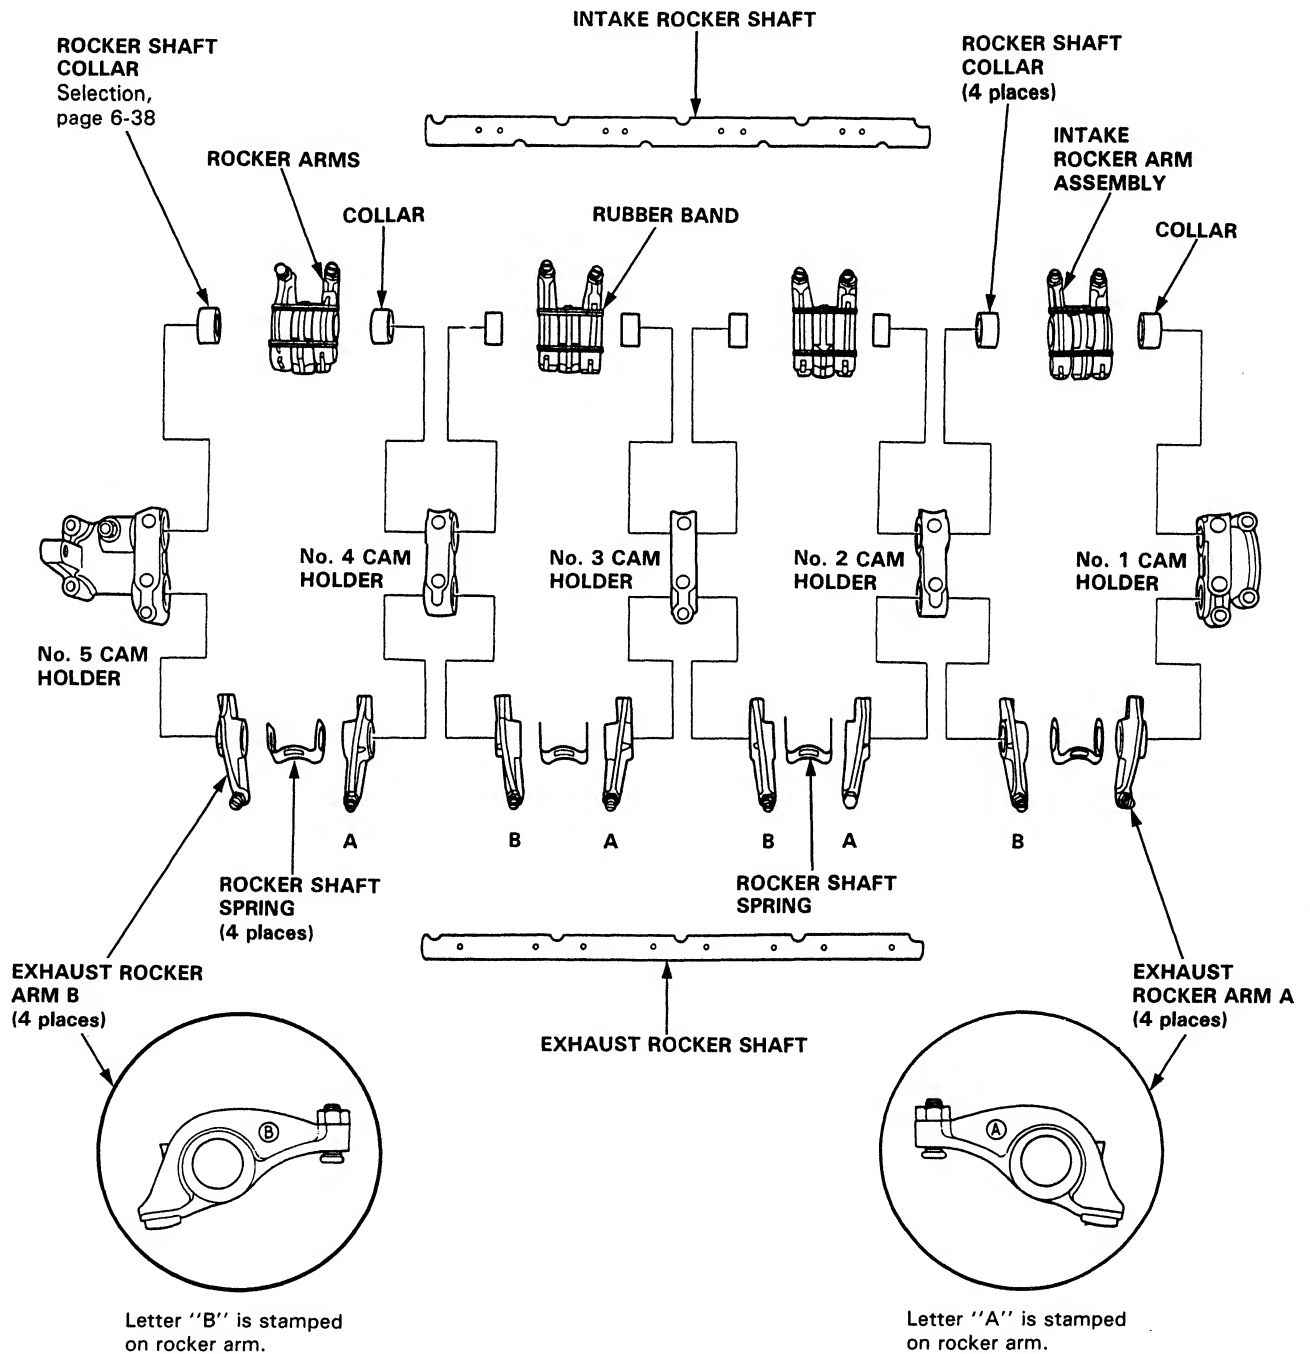 INTAKE ROCKER SHAFT
ROCKER SHAFT
COLLAR
Selection,
page 6-38
ROCKER SHAFT
COLLAR
(4 places)
ROCKER ARMS
INTAKE
ROCKER ARM
ASSEMBLY
COLLAR
RUBBER BAND
COLLAR
No. 4 CAM
HOLDER
No. 3 CAM
HOLDER
No. 2 CAM
HOLDER
No. 1 CAM
HOLDER
No. 5 CAM
HOLDER
A
B
A
B
A
B
ROCKER SHAFT
SPRING
(4 places)
ROCKER SHAFT
SPRING
EXHAUST ROCKER
ARM B
(4 places)
EXHAUST
ROCKER ARM A
(4 places)
EXHAUST ROCKER SHAFT
B
A
Letter ''B'' is stamped
on rocker arm.
Letter ''A'' is stamped
on rocker arm.